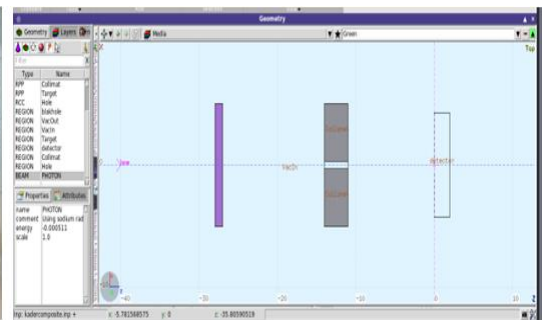 Geometry
Geometry Layers
Media
Green
Top
Type Name
RPP Collimat
RPP Target
RCC Hole
REGION blakhole
REGION VacOut
REGION VacIn
REGION Target
REGION detector
REGION Collimat
REGION Hole
BEAM PHOTON
Properties Attributes
name PHOTON
comment Using sodium rad
energy -0.000511
scale 1.0
VacIn
detector
-40 -30 -20 -10 0 10
inp: kadercomposite.inp +
x: -5.781568575 y: 0 z: -35.80590519